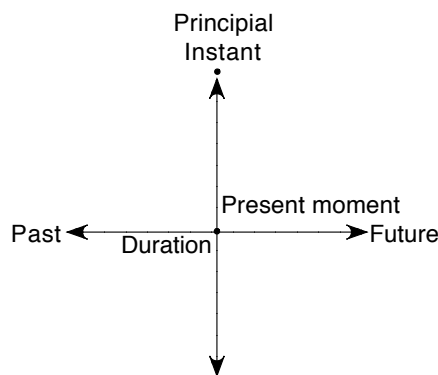 Principial
Instant
Present moment
Past
Duration
Future